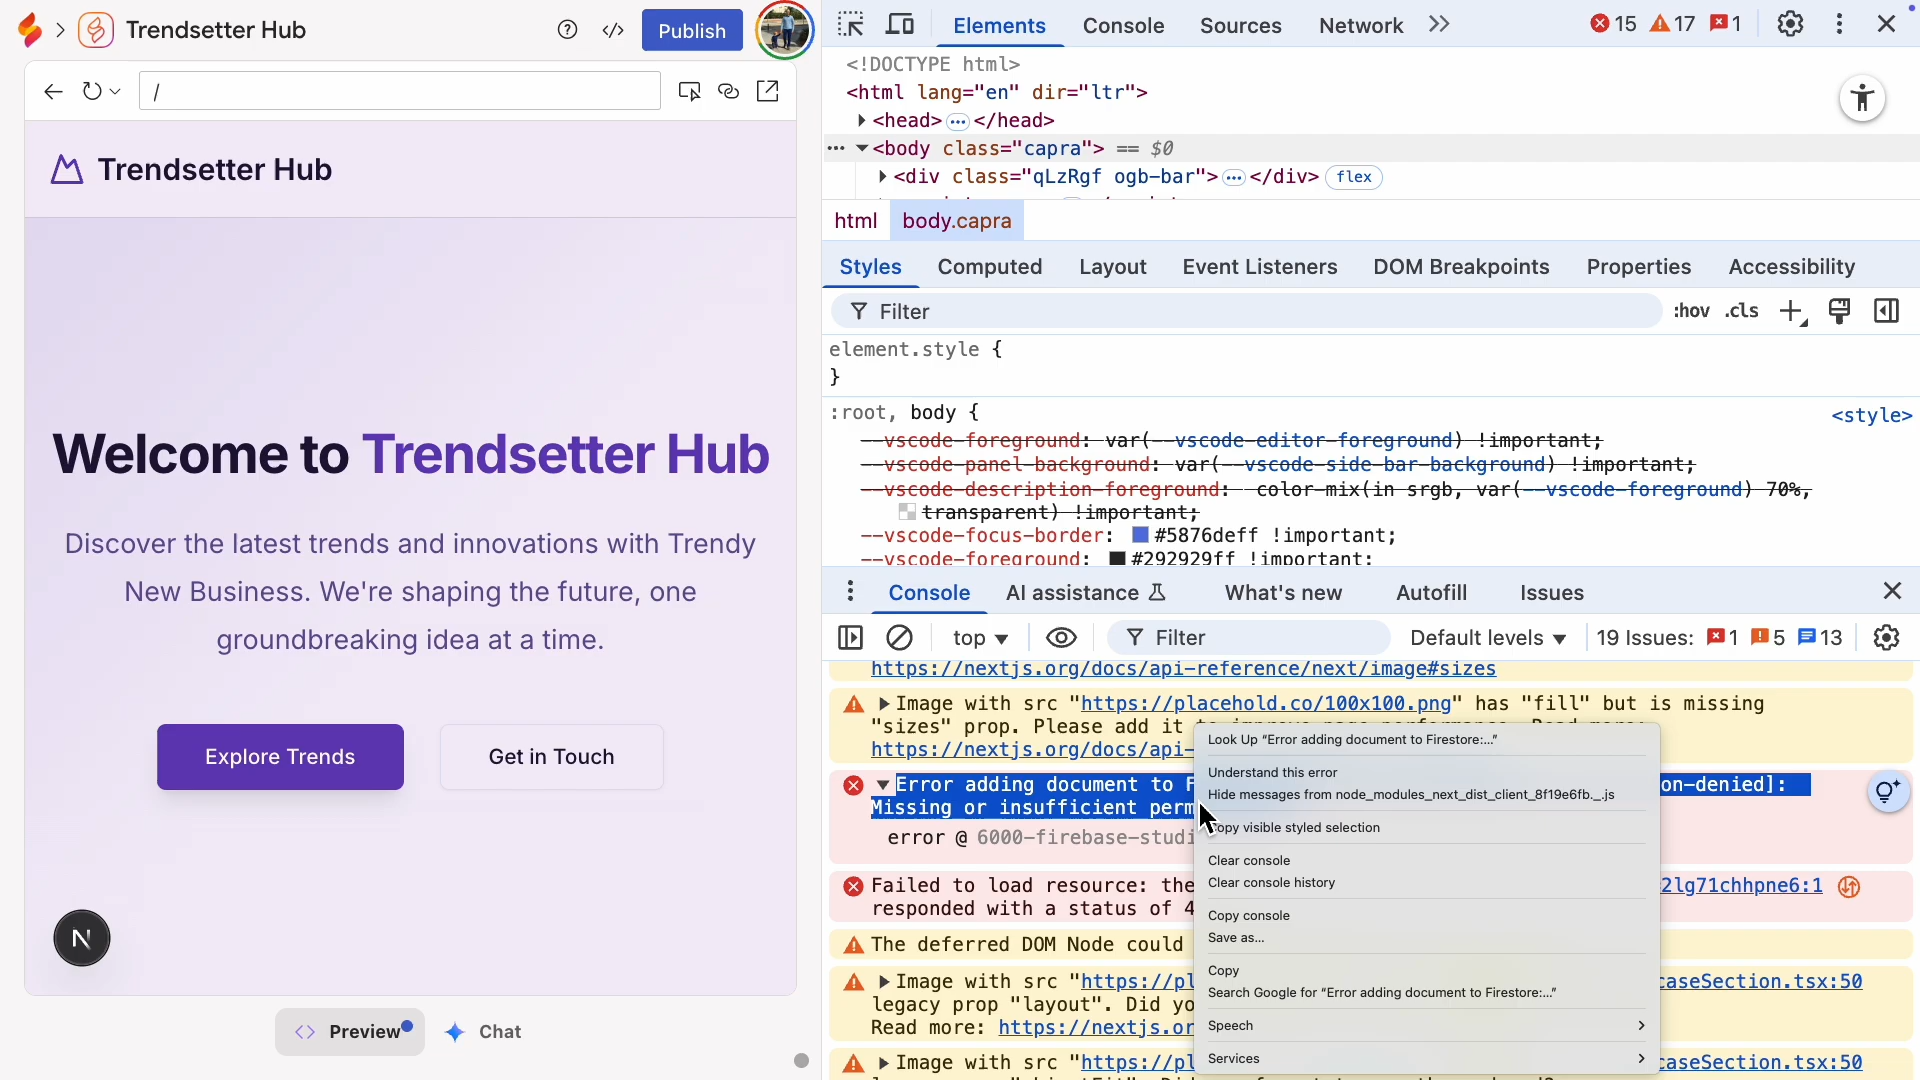 Trendsetter Hub
Publish
/
Trendsetter Hub
Welcome to Trendsetter Hub
Discover the latest trends and innovations with Trendy
New Business. We're shaping the future, one
groundbreaking idea at a time.
Explore Trends
Get in Touch
N
Preview
Chat
Elements
Console
Sources
Network
15
17
1
<!DOCTYPE html>
<html lang="en" dir="ltr">
<head>…</head>
<body class="capra"> == $0
<div class="qLzRgf ogb-bar">…</div> flex
html
body.capra
Styles
Computed
Layout
Event Listeners
DOM Breakpoints
Properties
Accessibility
Filter
:hov
.cls
element.style {
}
:root, body {
<style>
--vscode-foreground: var(--vscode-editor-foreground) !important;
--vscode-panel-background: var(--vscode-side-bar-background) !important;
--vscode-description-foreground: color-mix(in srgb, var(--vscode-foreground) 70%,
transparent) !important;
--vscode-focus-border: #5876deff !important;
--vscode-foreground: #292929ff !important;
Console
AI assistance
What's new
Autofill
Issues
top
Filter
Default levels
19 Issues:
1
5
13
https://nextjs.org/docs/api-reference/next/image#sizes
Image with src "https://placehold.co/100x100.png" has "fill" but is missing
"sizes" prop. Please add it to improve page performance. Read more:
https://nextjs.org/docs/api-
Error adding document to F
on-denied]:
Missing or insufficient perm
error @ 6000-firebase-studi
Failed to load resource: the
2lg71chhpne6:1
responded with a status of 4
The deferred DOM Node could
Image with src "https://pl
caseSection.tsx:50
legacy prop "layout". Did yo
Read more: https://nextjs.or
Image with src "https://pl
caseSection.tsx:50
Look Up “Error adding document to Firestore:...”
Understand this error
Hide messages from node_modules_next_dist_client_8f19e6fb._.js
opy visible styled selection
Clear console
Clear console history
Copy console
Save as...
Copy
Search Google for “Error adding document to Firestore:...”
Speech
Services